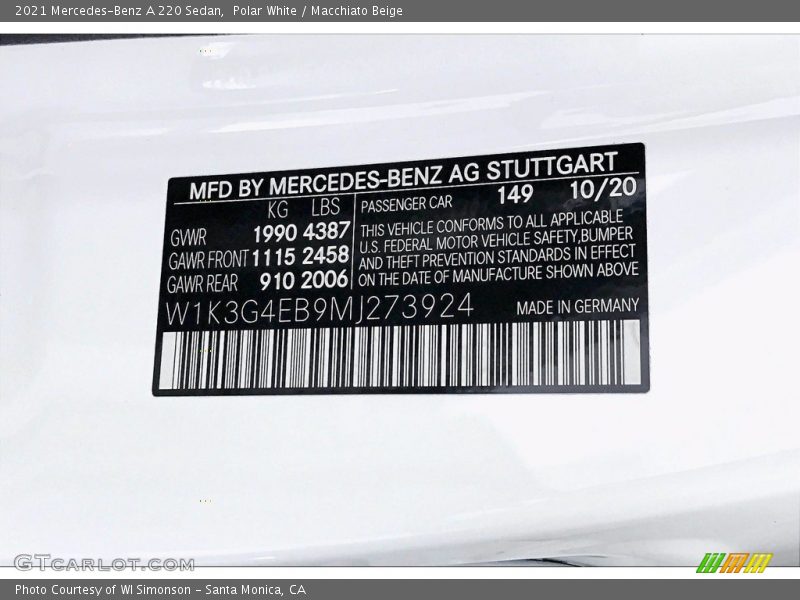 2021 Mercedes-Benz A 220 Sedan, Polar White / Macchiato Beige
MFD BY MERCEDES-BENZ AG STUTTGART
KG LBS PASSENGER CAR 149 10/20
GVWR 1990 4387
GAWR FRONT 1115 2458
GAWR REAR 910 2006
THIS VEHICLE CONFORMS TO ALL APPLICABLE
U.S. FEDERAL MOTOR VEHICLE SAFETY,BUMPER
AND THEFT PREVENTION STANDARDS IN EFFECT
ON THE DATE OF MANUFACTURE SHOWN ABOVE
W1K3G4EB9MJ273924 MADE IN GERMANY
GTCARLOT.COM
Photo Courtesy of WI Simonson - Santa Monica, CA